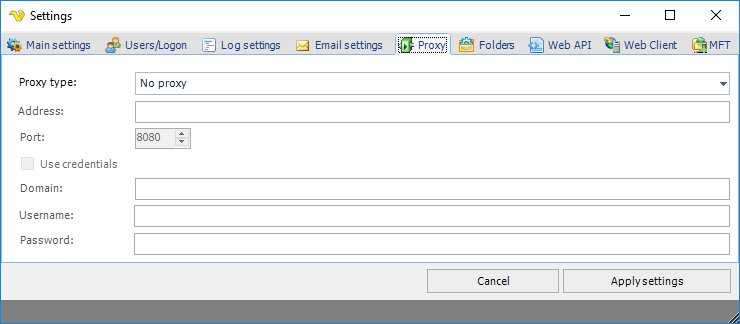 Settings
Main settings Users/Logon Log settings Email settings Proxy Folders Web API Web Client MFT
Proxy type: No proxy
Address:
Port: 8080
Use credentials
Domain:
Username:
Password:
Cancel Apply settings